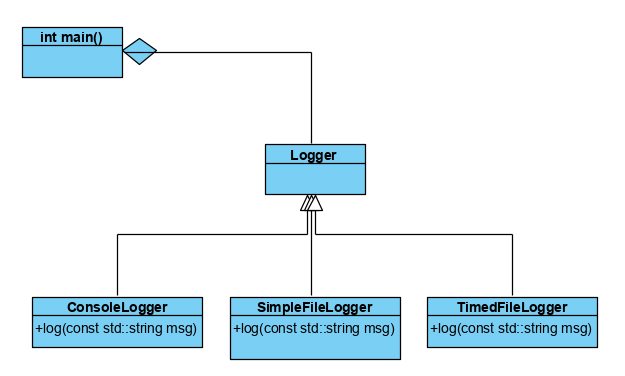 int main()
Logger
ConsoleLogger
+log(const std::string msg)
SimpleFileLogger
+log(const std::string msg)
TimedFileLogger
+log(const std::string msg)